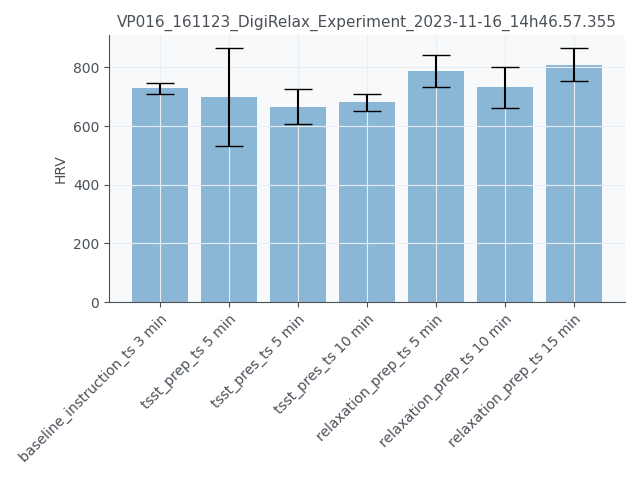 VP016_161123_DigiRelax_Experiment_2023-11-16_14h46.57.355
HRV
800
600
400
200
0
baseline_instruction_ts 3 min
tsst_prep_ts 5 min
tsst_pres_ts 5 min
tsst_pres_ts 10 min
relaxation_prep_ts 5 min
relaxation_prep_ts 10 min
relaxation_prep_ts 15 min